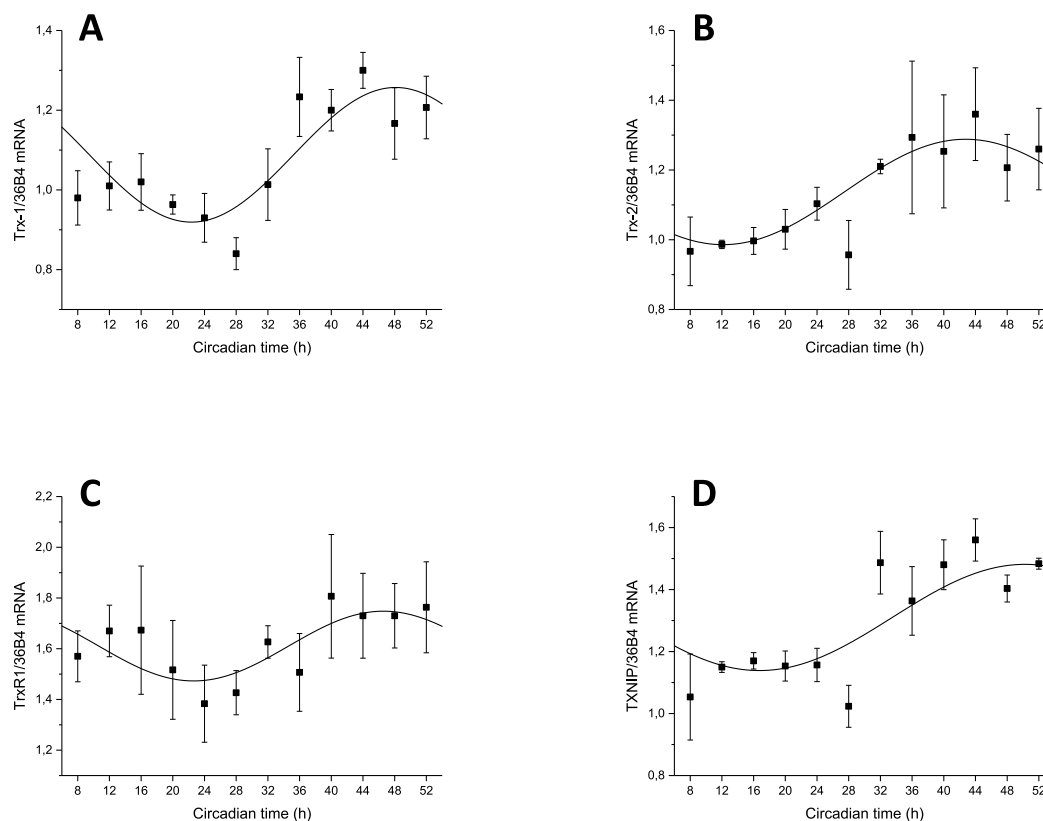 A
1,4
1,2
1,0
0,8
Trx-1/36B4 mRNA
8 12 16 20 24 28 32 36 40 44 48 52
Circadian time (h)
B
1,6
1,4
1,2
1,0
0,8
Trx-2/36B4 mRNA
8 12 16 20 24 28 32 36 40 44 48 52
Circadian time (h)
C
2,2
2,0
1,8
1,6
1,4
1,2
TrxR1/36B4 mRNA
8 12 16 20 24 28 32 36 40 44 48 52
Circadian time (h)
D
1,6
1,4
1,2
1,0
0,8
TXNIP/36B4 mRNA
8 12 16 20 24 28 32 36 40 44 48 52
Circadian time (h)